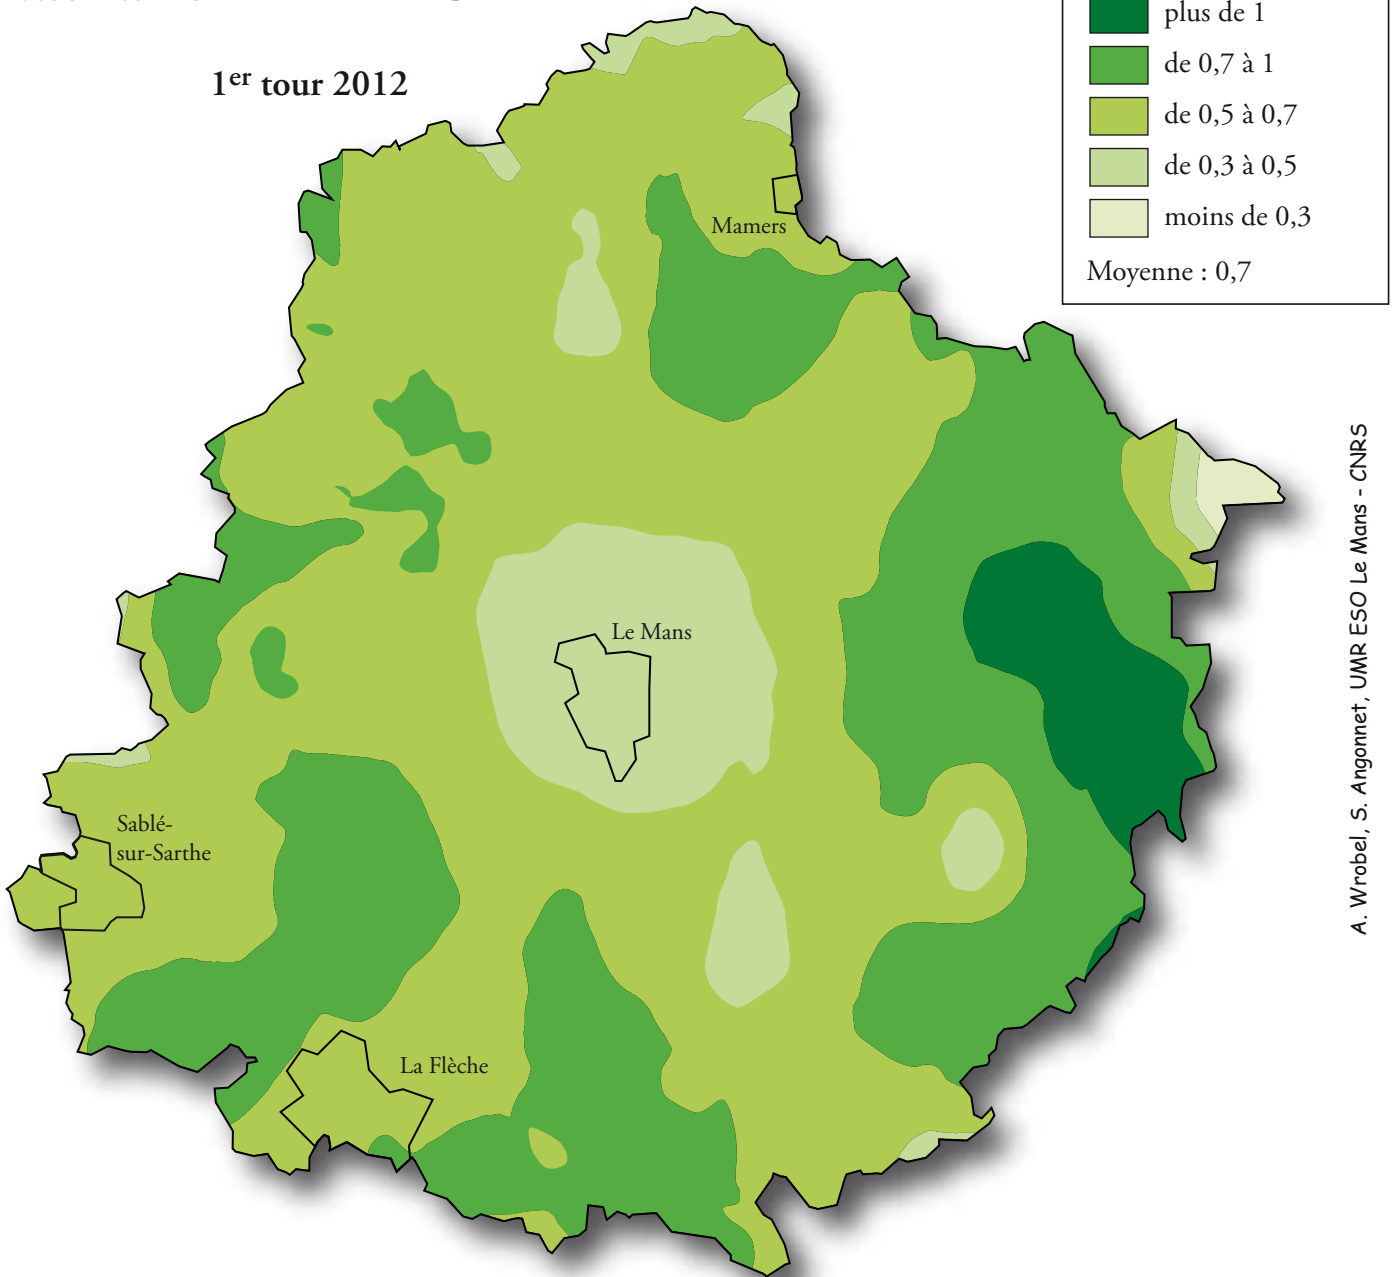 1er tour 2012
plus de 1
de 0,7 à 1
de 0,5 à 0,7
de 0,3 à 0,5
moins de 0,3
Moyenne : 0,7
Mamers
Le Mans
Sablé-
sur-Sarthe
La Flèche
A. Wrobel, S. Angonnet, UMR ESO Le Mans - CNRS